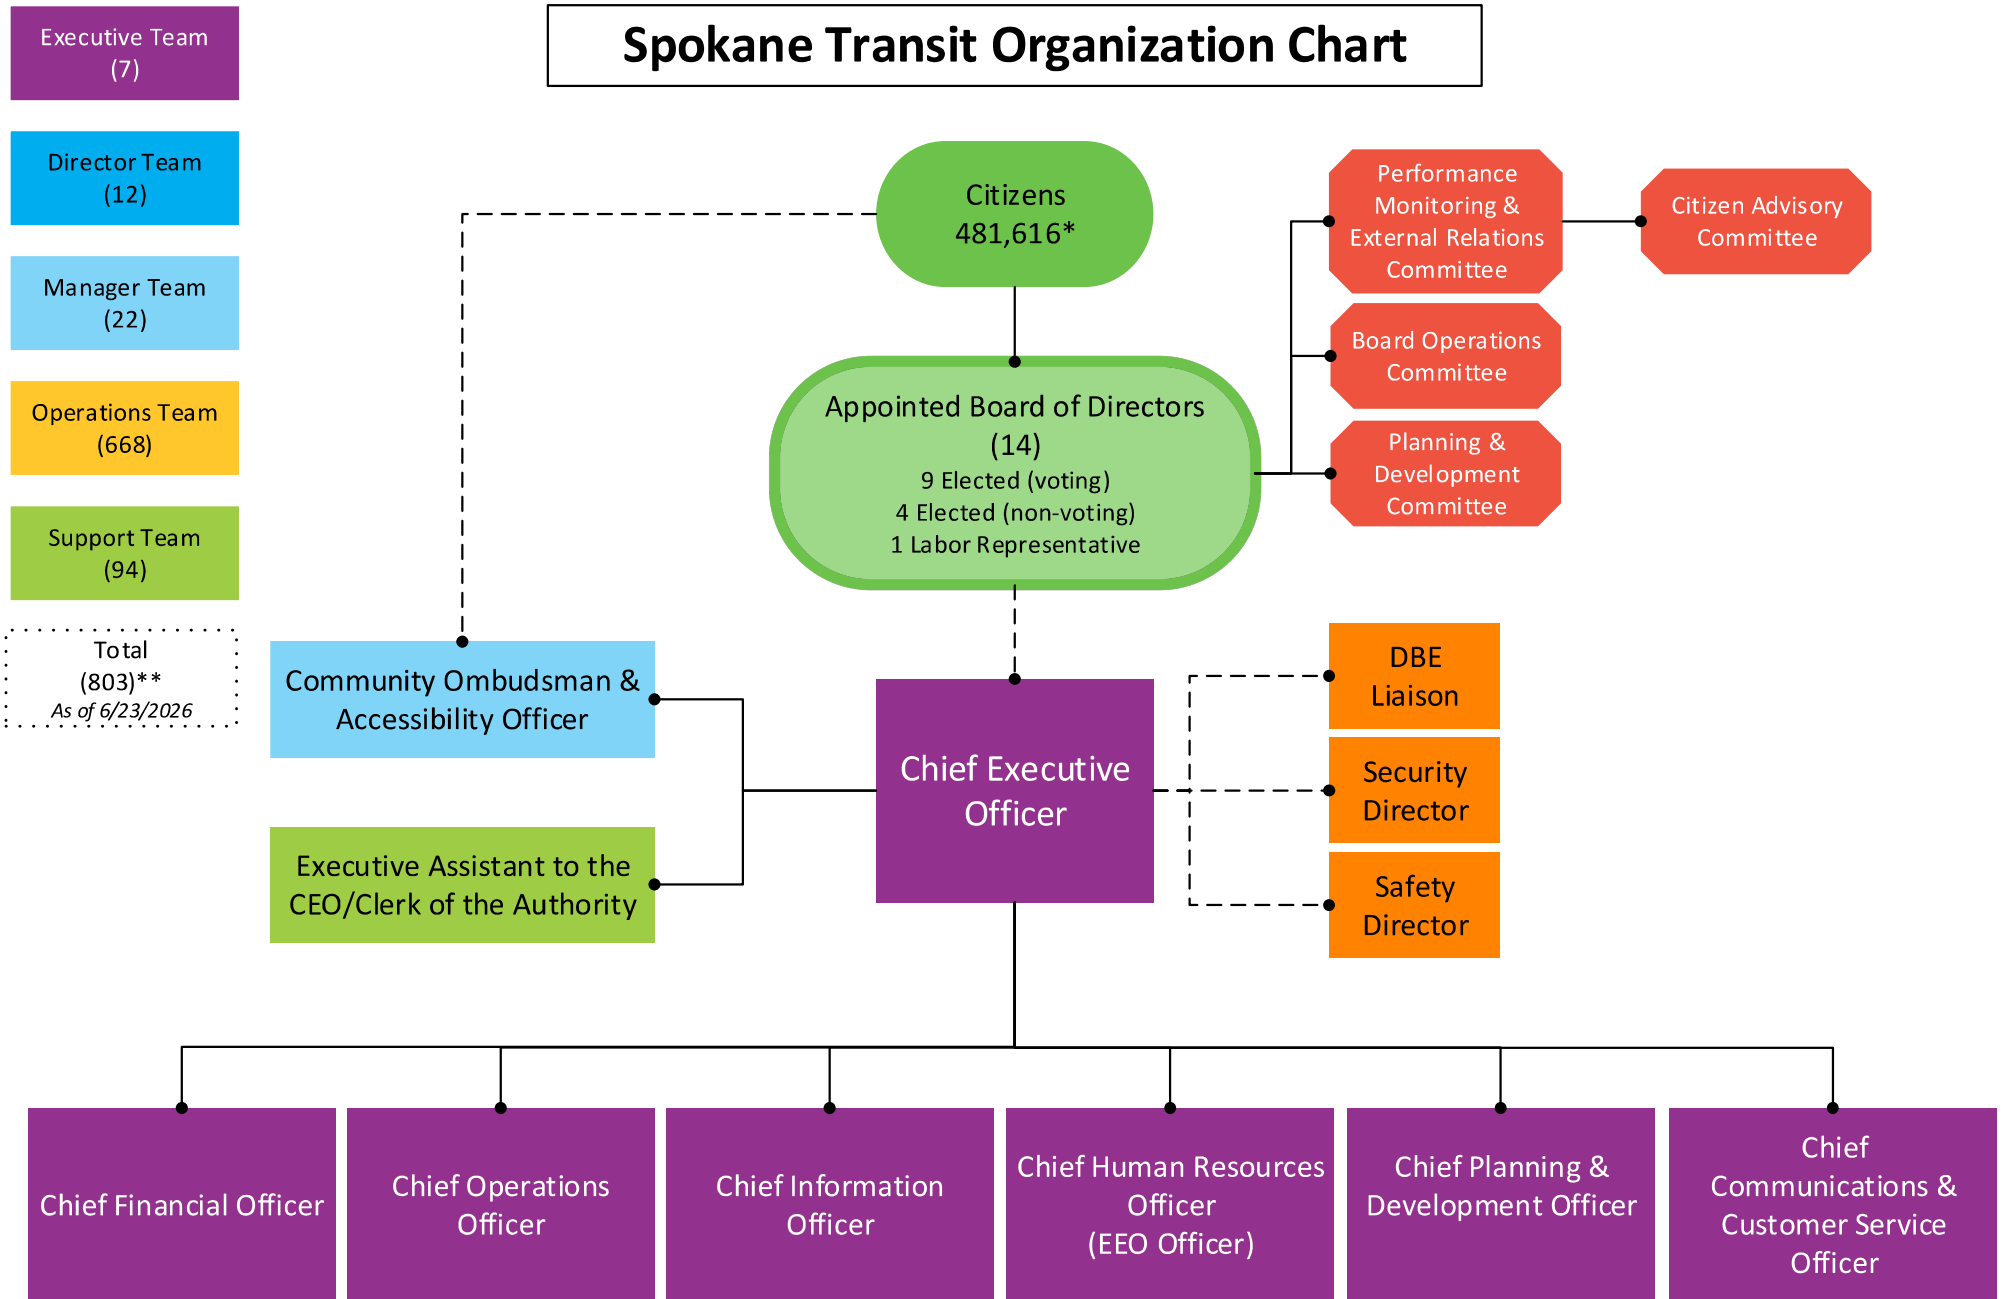 Spokane Transit Organization Chart
Executive Team
(7)
Director Team
(12)
Manager Team
(22)
Operations Team
(668)
Support Team
(94)
Total
(803)**
As of 6/23/2026
Citizens
481,616*
Appointed Board of Directors
(14)
9 Elected (voting)
4 Elected (non-voting)
1 Labor Representative
Performance
Monitoring &
External Relations
Committee
Citizen Advisory
Committee
Board Operations
Committee
Planning &
Development
Committee
Community Ombudsman &
Accessibility Officer
Executive Assistant to the
CEO/Clerk of the Authority
Chief Executive
Officer
DBE
Liaison
Security
Director
Safety
Director
Chief Financial Officer
Chief Operations
Officer
Chief Information
Officer
Chief Human Resources
Officer
(EEO Officer)
Chief Planning &
Development Officer
Chief
Communications &
Customer Service
Officer